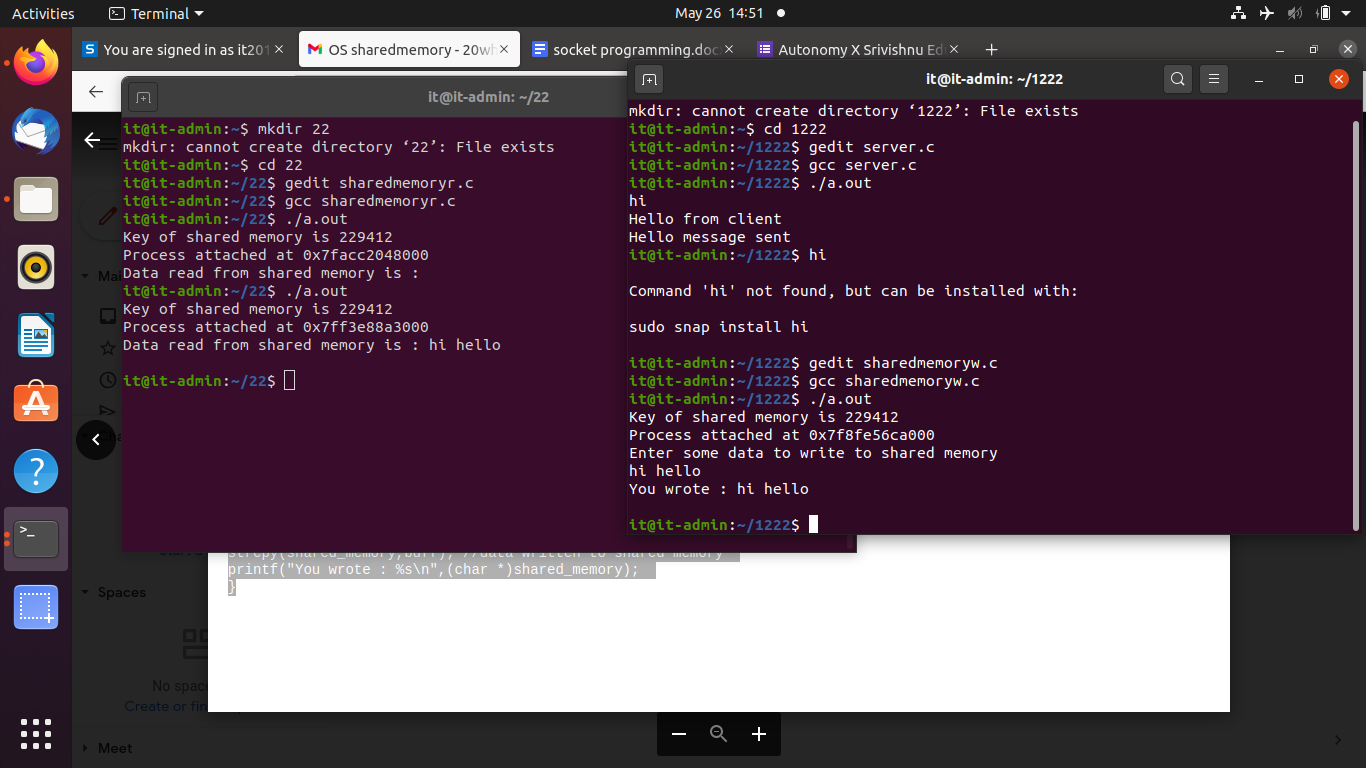 Activities
Terminal
May 26 14:51
You are signed in as it201
OS sharedmemory - 20wh
socket programming.doc
Autonomy X Srivishnu Ed
it@it-admin: ~/22
it@it-admin:~$ mkdir 22
mkdir: cannot create directory ‘22’: File exists
it@it-admin:~$ cd 22
it@it-admin:~/22$ gedit sharedmemoryr.c
it@it-admin:~/22$ gcc sharedmemoryr.c
it@it-admin:~/22$ ./a.out
Key of shared memory is 229412
Process attached at 0x7facc2048000
Data read from shared memory is :
it@it-admin:~/22$ ./a.out
Key of shared memory is 229412
Process attached at 0x7ff3e88a3000
Data read from shared memory is : hi hello
it@it-admin:~/22$
it@it-admin: ~/1222
mkdir: cannot create directory ‘1222’: File exists
it@it-admin:~$ cd 1222
it@it-admin:~/1222$ gedit server.c
it@it-admin:~/1222$ gcc server.c
it@it-admin:~/1222$ ./a.out
hi
Hello from client
Hello message sent
it@it-admin:~/1222$ hi
Command 'hi' not found, but can be installed with:
sudo snap install hi
it@it-admin:~/1222$ gedit sharedmemoryw.c
it@it-admin:~/1222$ gcc sharedmemoryw.c
it@it-admin:~/1222$ ./a.out
Key of shared memory is 229412
Process attached at 0x7f8fe56ca000
Enter some data to write to shared memory
hi hello
You wrote : hi hello
it@it-admin:~/1222$
strcpy(shared_memory,buff); //data written to shared memory
printf("You wrote : %s\n",(char *)shared_memory);
}
Mai
Spaces
No space
Create or fin
Meet